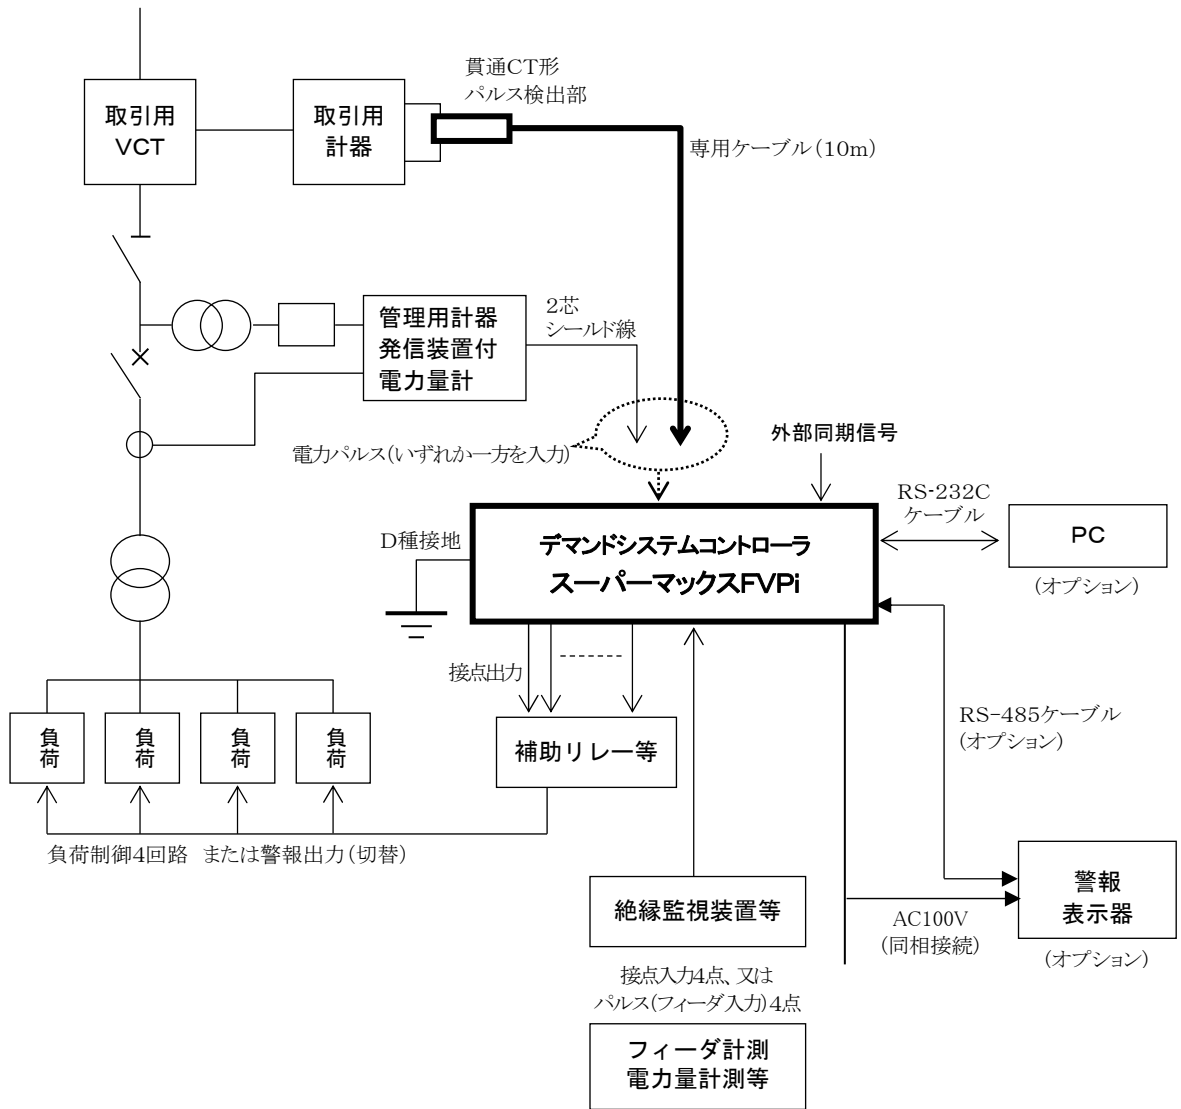 貫通CT形
パルス検出部
取引用
VCT
取引用
計器
専用ケーブル(10m)
管理用計器
発信装置付
電力量計
2芯
シールド線
電力パルス(いずれか一方を入力)
外部同期信号
RS-232C
ケーブル
D種接地
デマンドシステムコントローラ
スーパーマックスFVPi
PC
(オプション)
接点出力
負荷
負荷
負荷
負荷
補助リレー等
RS-485ケーブル
(オプション)
負荷制御4回路 または警報出力(切替)
絶縁監視装置等
AC100V
(同相接続)
警報
表示器
(オプション)
接点入力4点、又は
パルス(フィーダ入力)4点
フィーダ計測
電力量計測等